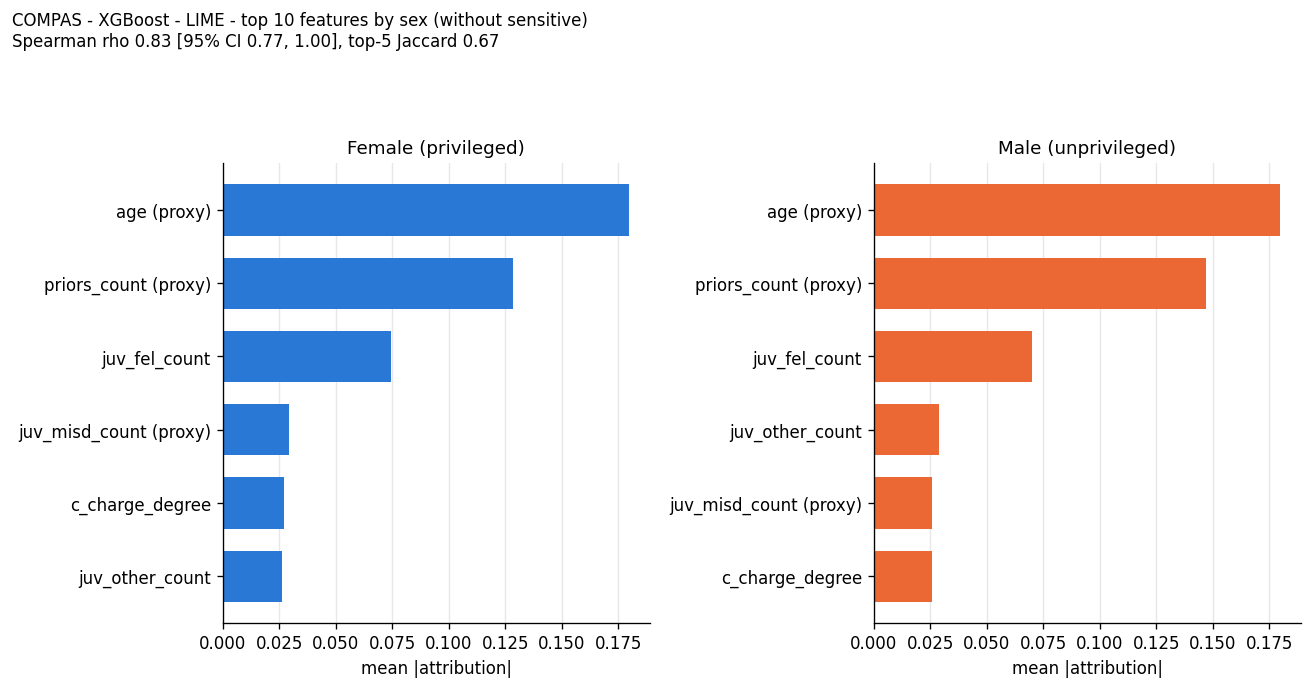 COMPAS - XGBoost - LIME - top 10 features by sex (without sensitive)
Spearman rho 0.83 [95% CI 0.77, 1.00], top-5 Jaccard 0.67
Female (privileged)
age (proxy)
priors_count (proxy)
juv_fel_count
juv_misd_count (proxy)
c_charge_degree
juv_other_count
0.000 0.025 0.050 0.075 0.100 0.125 0.150 0.175
mean |attribution|
Male (unprivileged)
age (proxy)
priors_count (proxy)
juv_fel_count
juv_other_count
juv_misd_count (proxy)
c_charge_degree
0.000 0.025 0.050 0.075 0.100 0.125 0.150 0.175
mean |attribution|